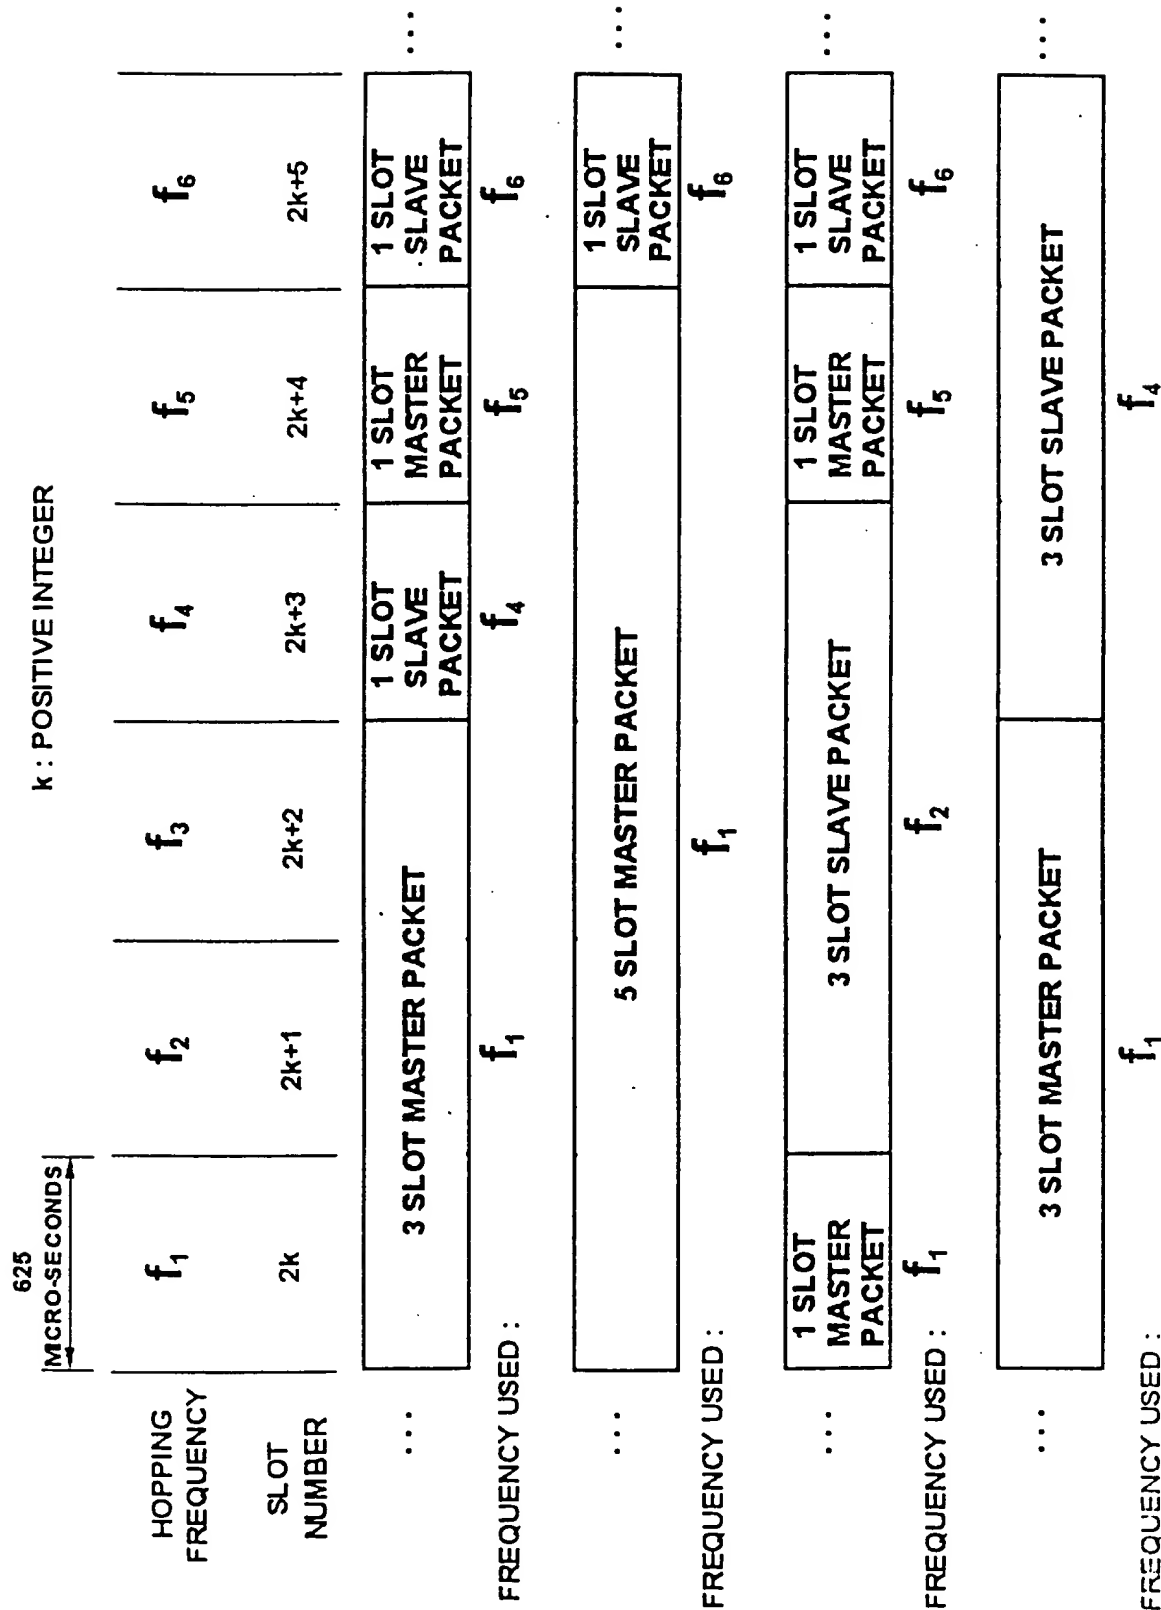 k : POSITIVE INTEGER
625
MICRO-SECONDS
HOPPING
FREQUENCY
f1 f2 f3 f4 f5 f6
SLOT
NUMBER
2k 2k+1 2k+2 2k+3 2k+4 2k+5
...
3 SLOT MASTER PACKET
1 SLOT
SLAVE
PACKET
1 SLOT
MASTER
PACKET
1 SLOT
SLAVE
PACKET
...
FREQUENCY USED : f1 f4 f5 f6
...
5 SLOT MASTER PACKET
1 SLOT
SLAVE
PACKET
...
FREQUENCY USED : f1 f6
...
1 SLOT
MASTER
PACKET
3 SLOT SLAVE PACKET
1 SLOT
MASTER
PACKET
1 SLOT
SLAVE
PACKET
...
FREQUENCY USED : f1 f2 f5 f6
...
3 SLOT MASTER PACKET
3 SLOT SLAVE PACKET
...
FREQUENCY USED : f1 f4